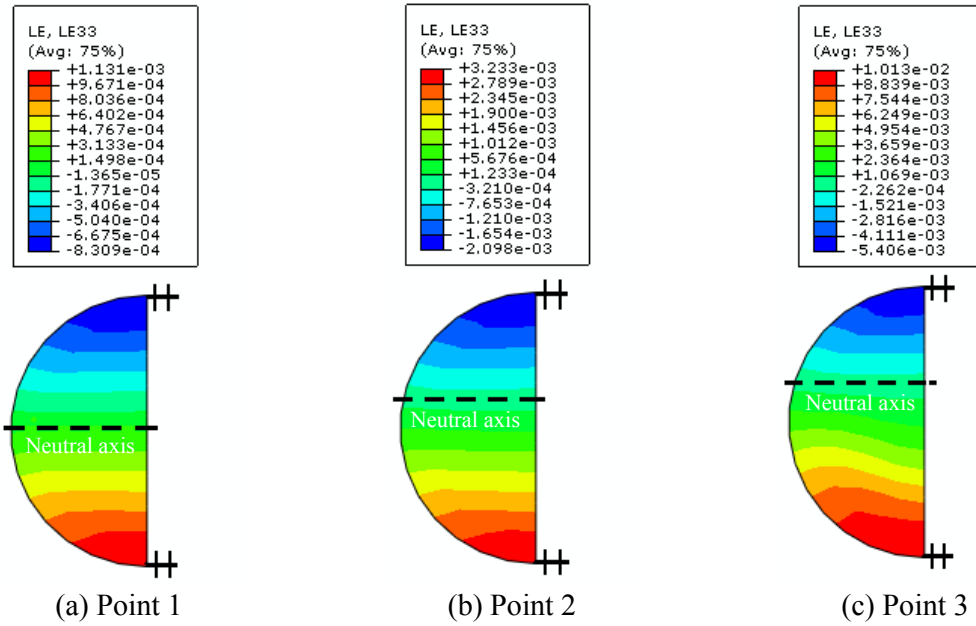 LE, LE33
(Avg: 75%)
+1.131e-03
+9.671e-04
+8.036e-04
+6.402e-04
+4.767e-04
+3.133e-04
+1.498e-04
-1.365e-05
-1.771e-04
-3.406e-04
-5.040e-04
-6.675e-04
-8.309e-04
Neutral axis
(a) Point 1
LE, LE33
(Avg: 75%)
+3.233e-03
+2.789e-03
+2.345e-03
+1.900e-03
+1.456e-03
+1.012e-03
+5.676e-04
+1.233e-04
-3.210e-04
-7.653e-04
-1.210e-03
-1.654e-03
-2.098e-03
Neutral axis
(b) Point 2
LE, LE33
(Avg: 75%)
+1.013e-02
+8.839e-03
+7.544e-03
+6.249e-03
+4.954e-03
+3.659e-03
+2.364e-03
+1.069e-03
-2.262e-04
-1.521e-03
-2.816e-03
-4.111e-03
-5.406e-03
Neutral axis
(c) Point 3